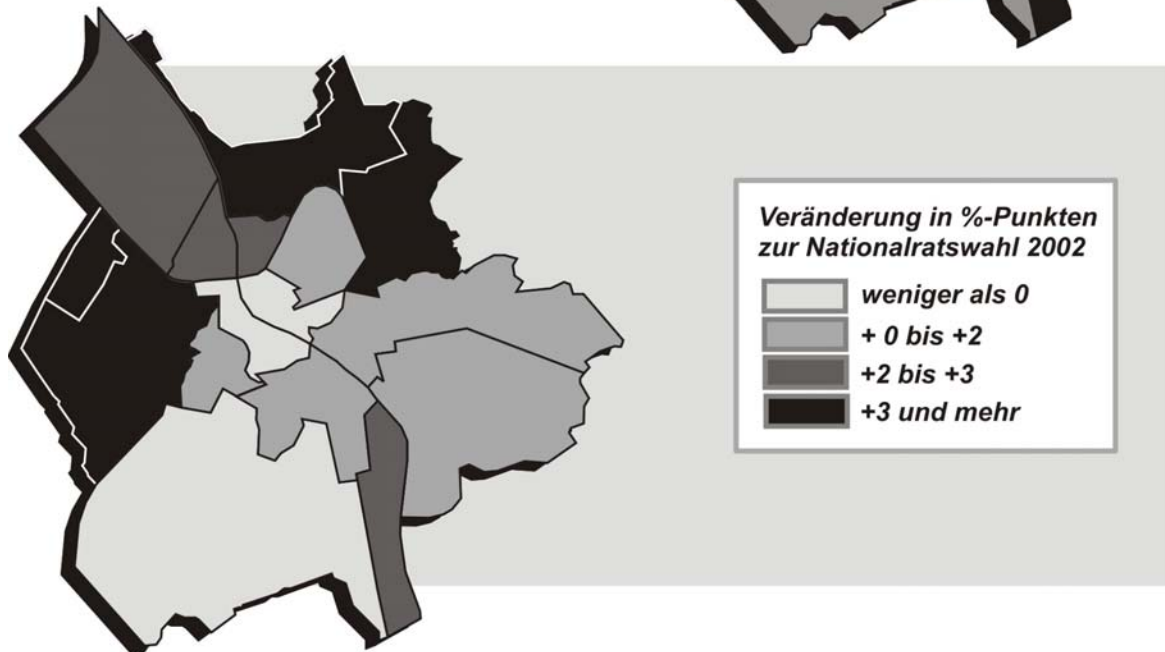 Veränderung in %-Punkten
zur Nationalratswahl 2002
weniger als 0
+ 0 bis +2
+2 bis +3
+3 und mehr